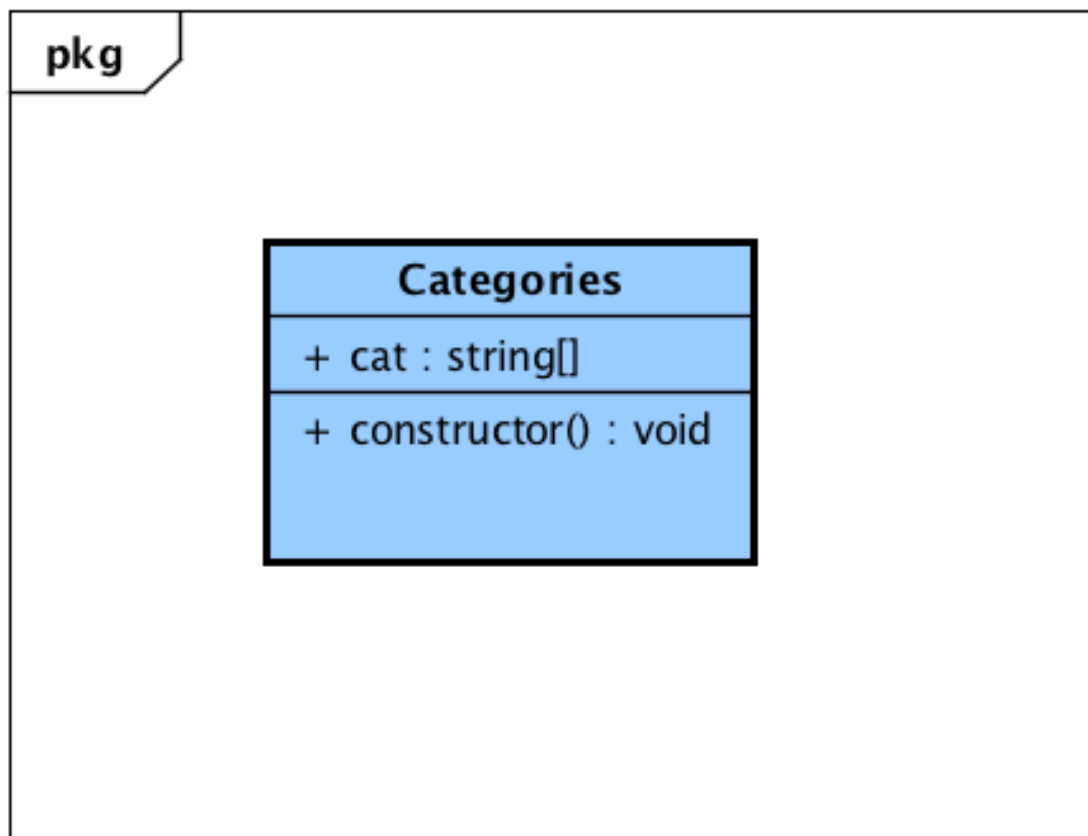 pkg
Categories
+ cat : string[]
+ constructor() : void